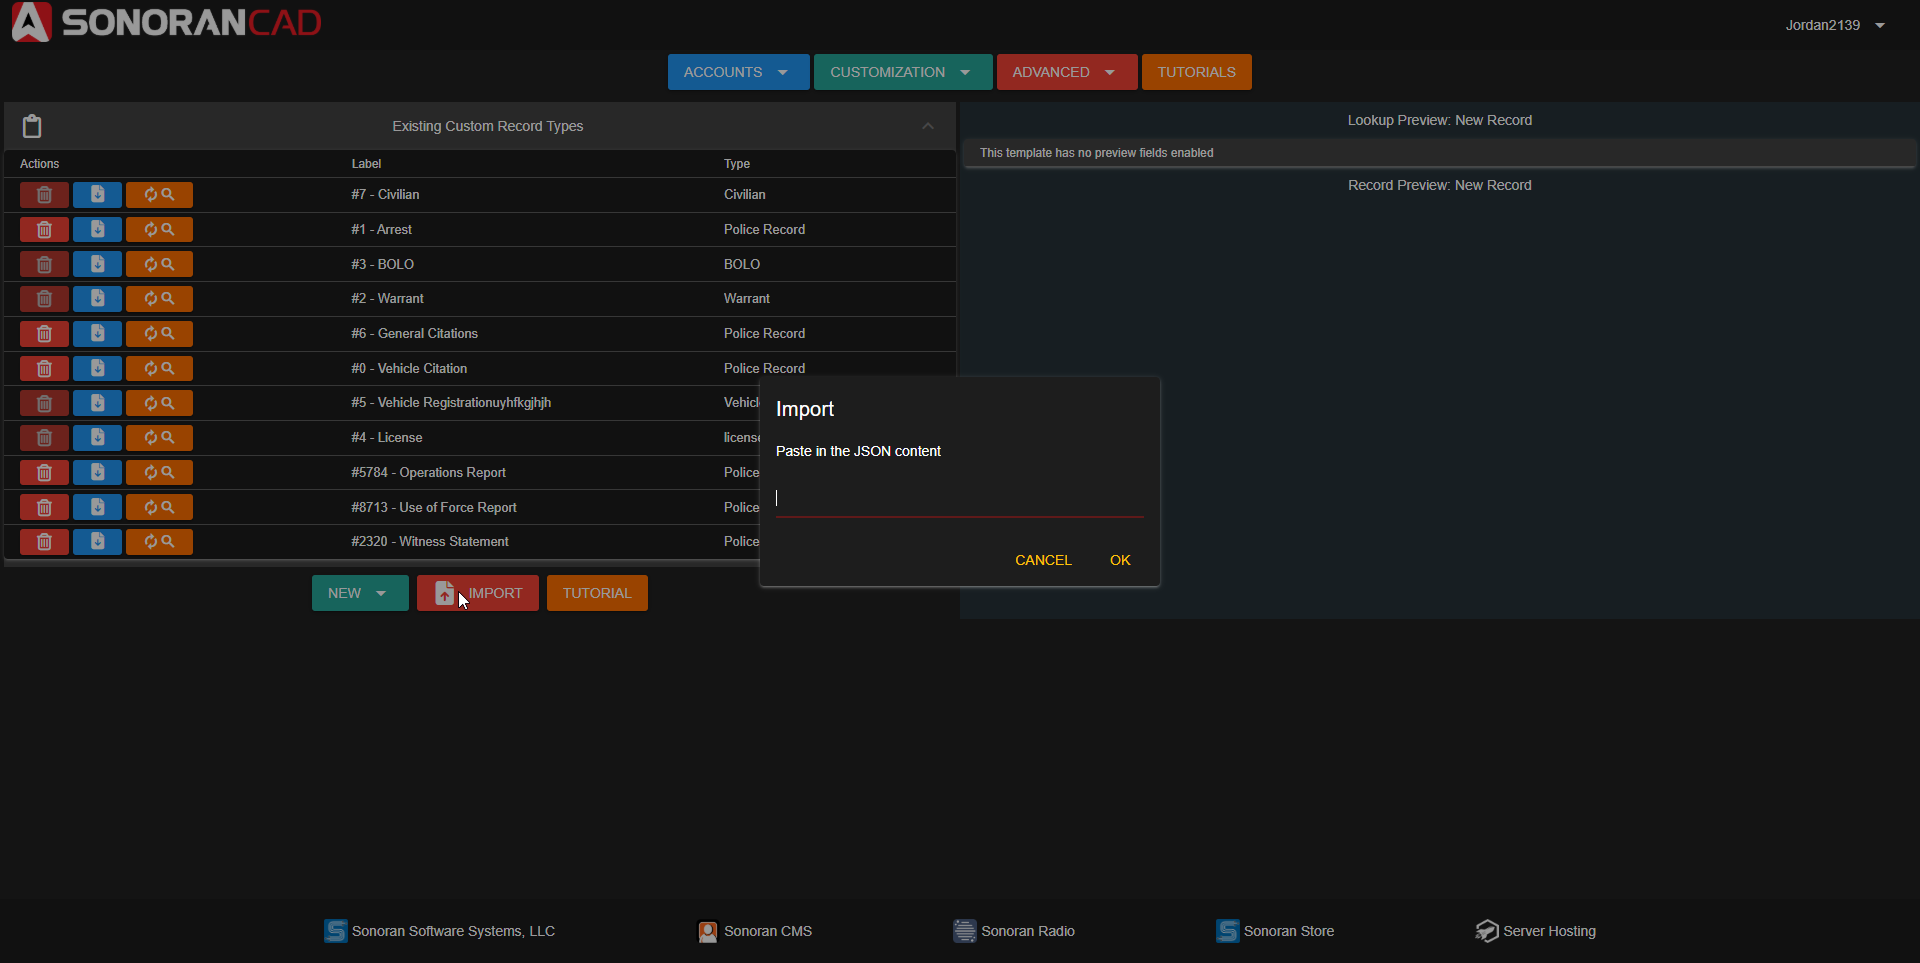 SONORANCAD
Jordan2139
ACCOUNTS CUSTOMIZATION ADVANCED TUTORIALS
Existing Custom Record Types
Actions Label Type
#7 - Civilian Civilian
#1 - Arrest Police Record
#3 - BOLO BOLO
#2 - Warrant Warrant
#6 - General Citations Police Record
#0 - Vehicle Citation Police Record
#5 - Vehicle Registrationuyhfkgjhjh
#4 - License
#5784 - Operations Report Police
#8713 - Use of Force Report Police
#2320 - Witness Statement Police
NEW IMPORT TUTORIAL
Lookup Preview: New Record
This template has no preview fields enabled
Record Preview: New Record
Import
Paste in the JSON content
CANCEL OK
Sonoran Software Systems, LLC Sonoran CMS Sonoran Radio Sonoran Store Server Hosting